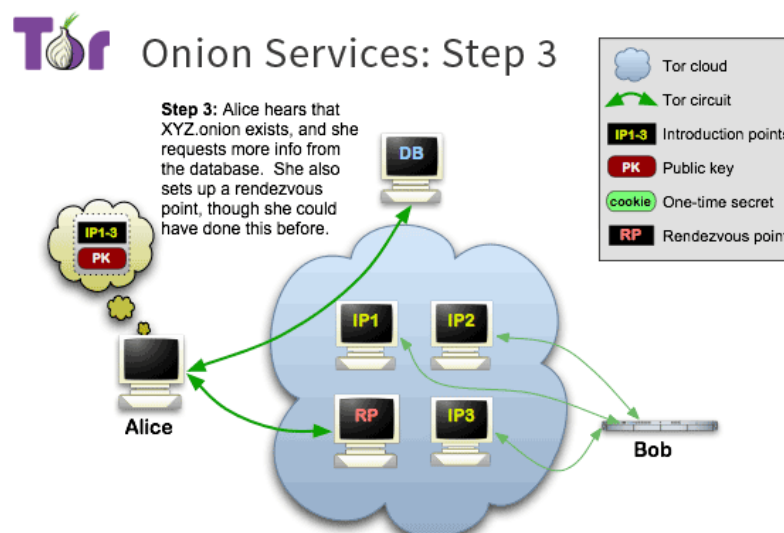 Tor
Onion Services: Step 3
Step 3: Alice hears that
XYZ.onion exists, and she
requests more info from
the database. She also
sets up a rendezvous
point, though she could
have done this before.
DB
IP1-3
PK
IP1
IP2
RP
IP3
Alice
Bob
Tor cloud
Tor circuit
IP1-3 Introduction points
PK Public key
cookie One-time secret
RP Rendezvous point